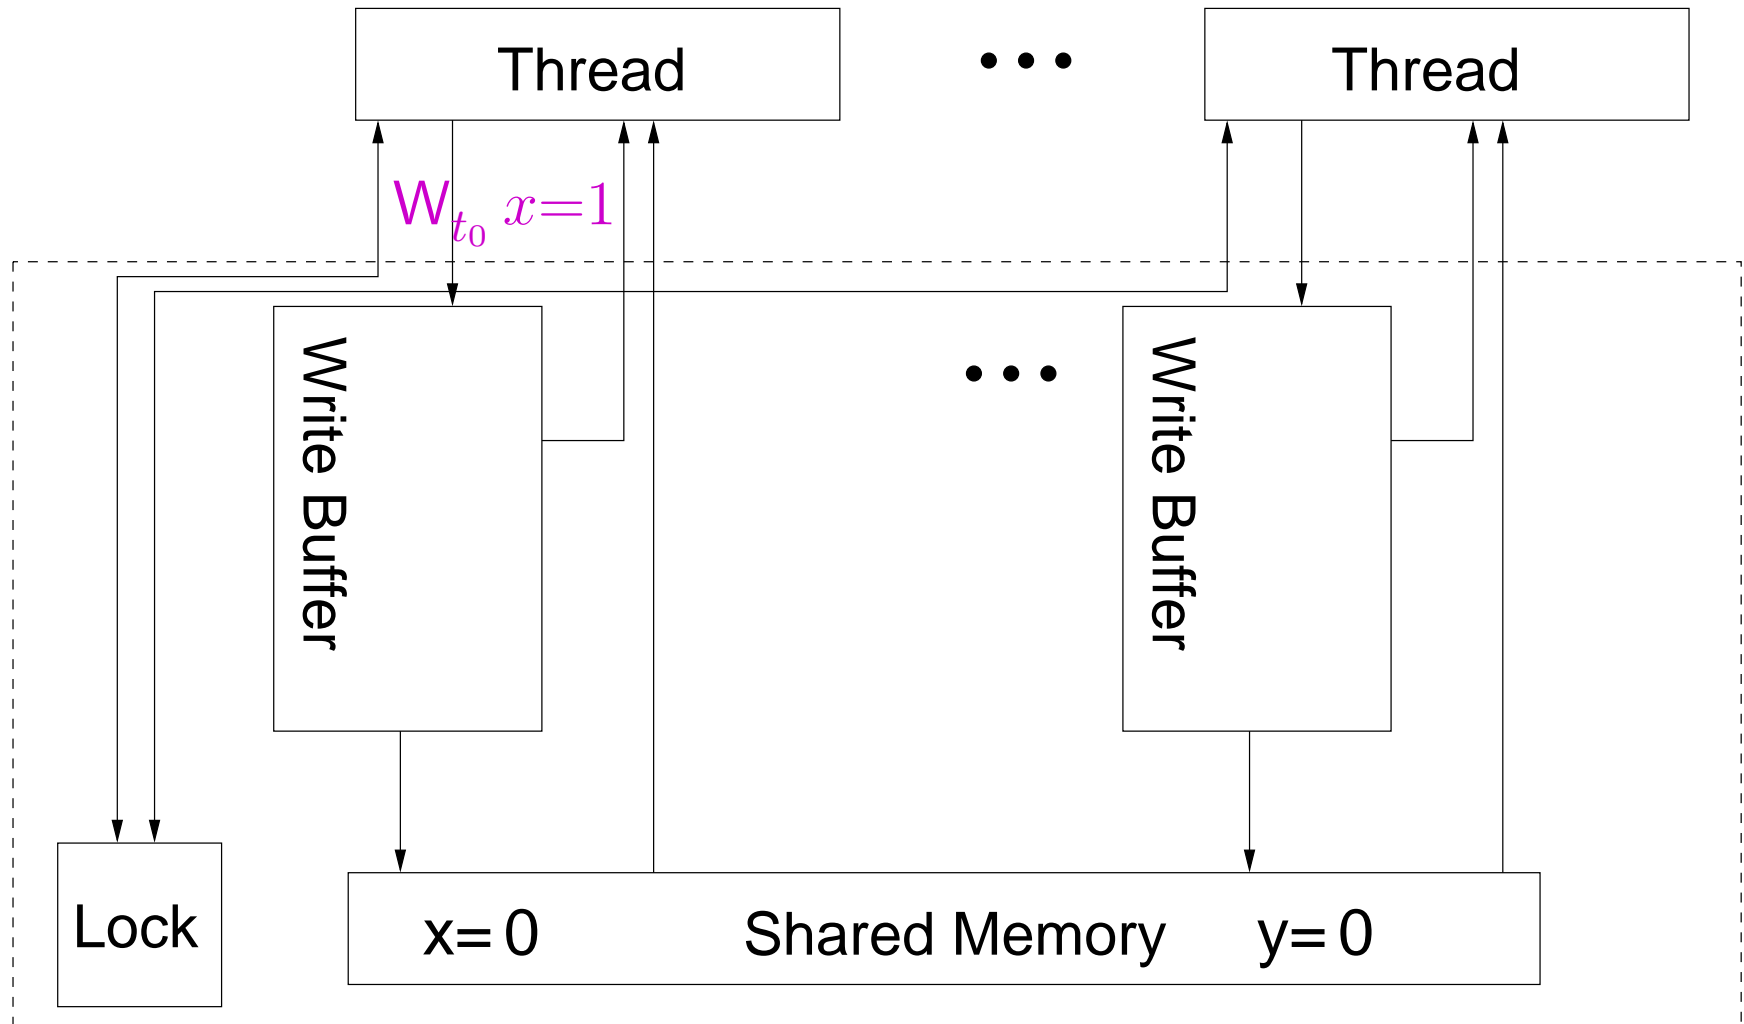 Thread
Thread
W_{t_0} x=1
Write Buffer
Write Buffer
Lock
x= 0
Shared Memory
y= 0